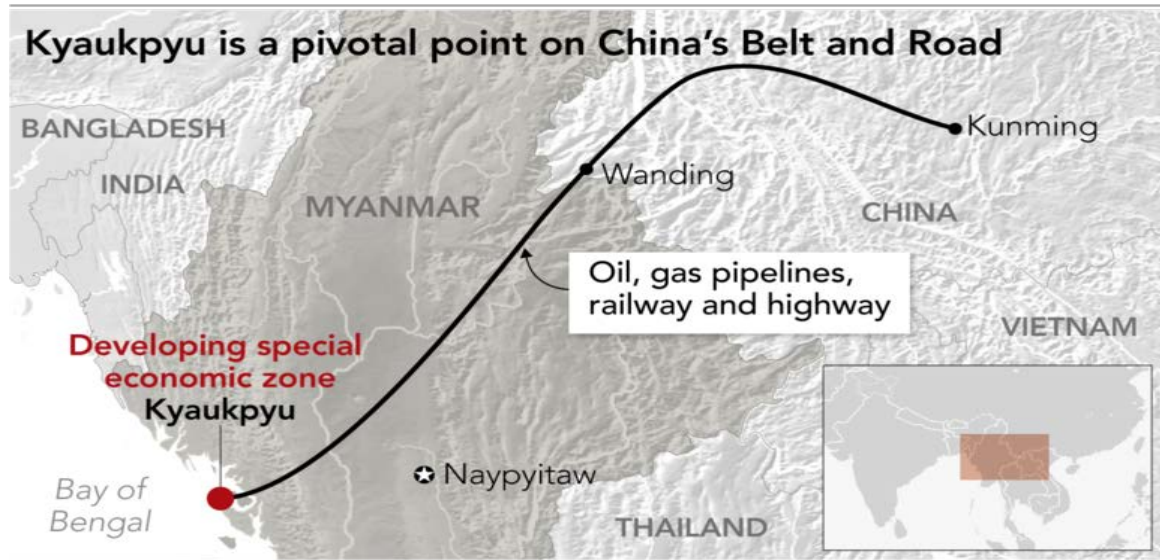 Kyaukpyu is a pivotal point on China's Belt and Road
BANGLADESH
INDIA
MYANMAR
Wanding
Kunming
CHINA
Oil, gas pipelines,
railway and highway
VIETNAM
Developing special
economic zone
Kyaukpyu
Naypyitaw
Bay of
Bengal
THAILAND